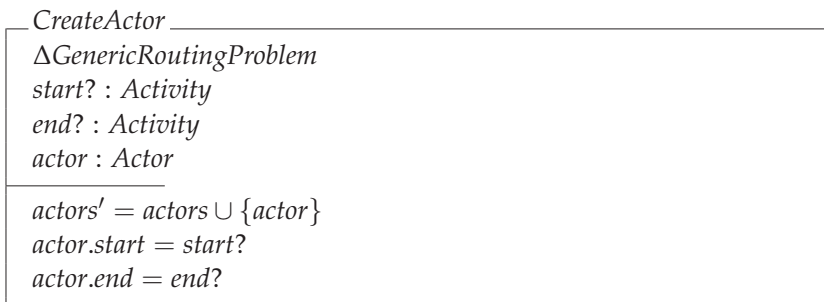 CreateActor
ΔGenericRoutingProblem
start? : Activity
end? : Activity
actor : Actor
actors′ = actors ∪ {actor}
actor.start = start?
actor.end = end?